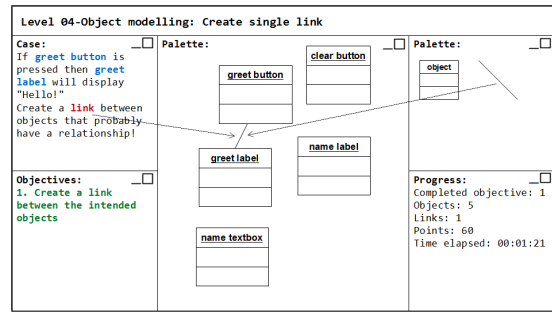 Level 04-Object modelling: Create single link
Case:
If greet button is
pressed then greet
label will display
"Hello!"
Create a link between
objects that probably
have a relationship!
Objectives:
1. Create a link
between the intended
objects
Palette:
clear button
greet button
name label
greet label
name textbox
Palette:
object
Progress:
Completed objective: 1
Objects: 5
Links: 1
Points: 60
Time elapsed: 00:01:21